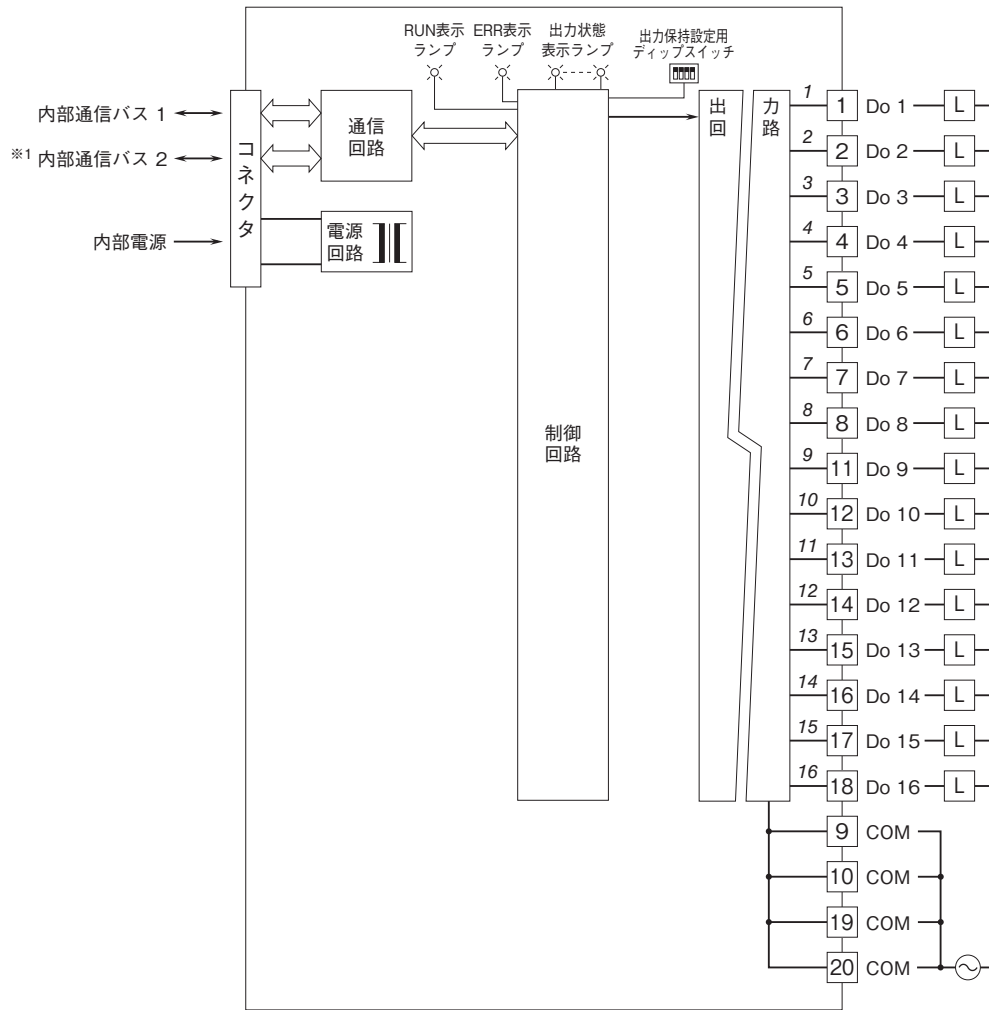 RUN表示
ランプ
ERR表示
ランプ
出力状態
表示ランプ
出力保持設定用
ディップスイッチ
内部通信バス 1
※1 内部通信バス 2
内部電源
コネクタ
通信
回路
電源
回路
制御
回路
出力
回路
1 1 Do 1 L
2 2 Do 2 L
3 3 Do 3 L
4 4 Do 4 L
5 5 Do 5 L
6 6 Do 6 L
7 7 Do 7 L
8 8 Do 8 L
9 11 Do 9 L
10 12 Do 10 L
11 13 Do 11 L
12 14 Do 12 L
13 15 Do 13 L
14 16 Do 14 L
15 17 Do 15 L
16 18 Do 16 L
9 COM
10 COM
19 COM
20 COM